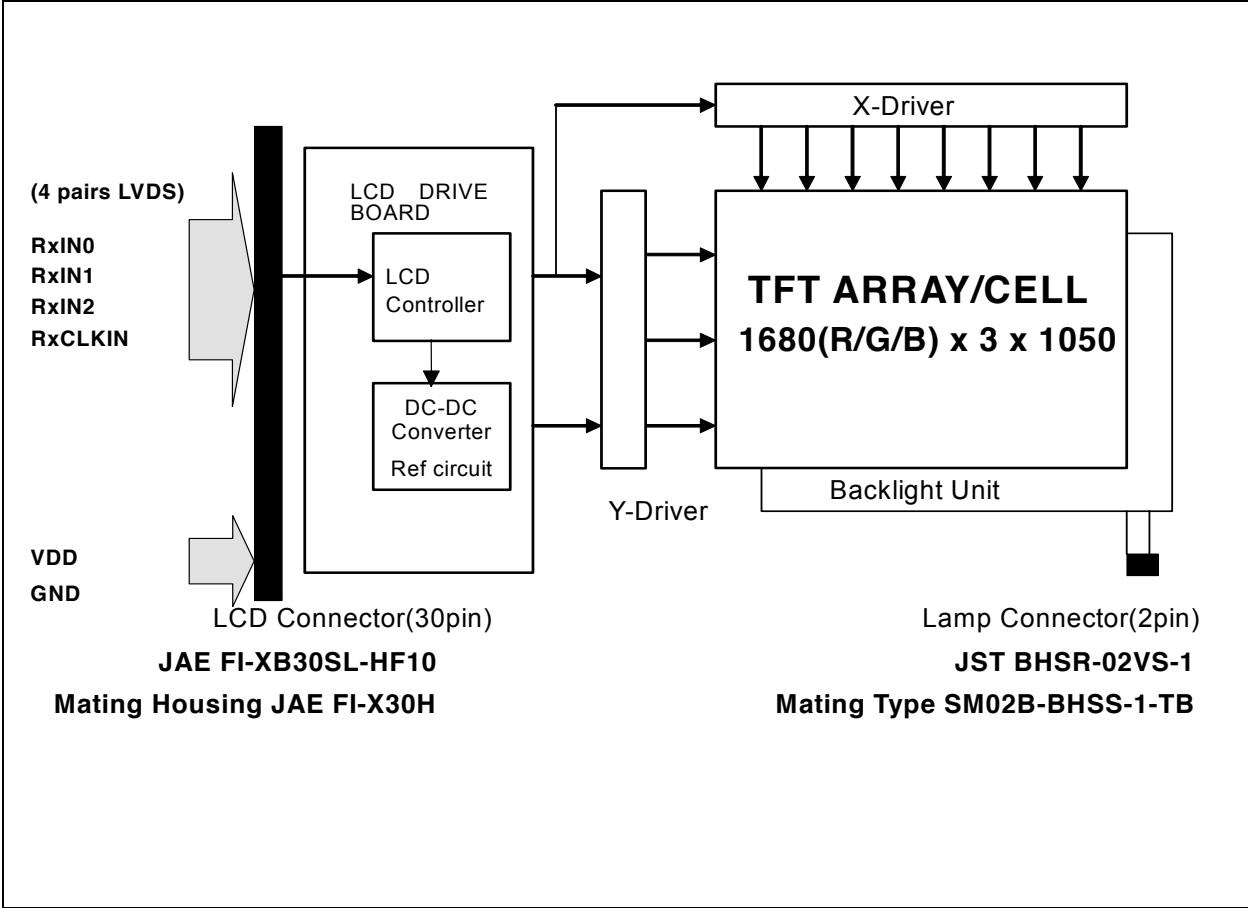 X-Driver
(4 pairs LVDS)
RxIN0
RxIN1
RxIN2
RxCLKIN
LCD DRIVE
BOARD
LCD
Controller
DC-DC
Converter
Ref circuit
Y-Driver
TFT ARRAY/CELL
1680(R/G/B) x 3 x 1050
Backlight Unit
VDD
GND
LCD Connector(30pin)
JAE FI-XB30SL-HF10
Mating Housing JAE FI-X30H
Lamp Connector(2pin)
JST BHSR-02VS-1
Mating Type SM02B-BHSS-1-TB